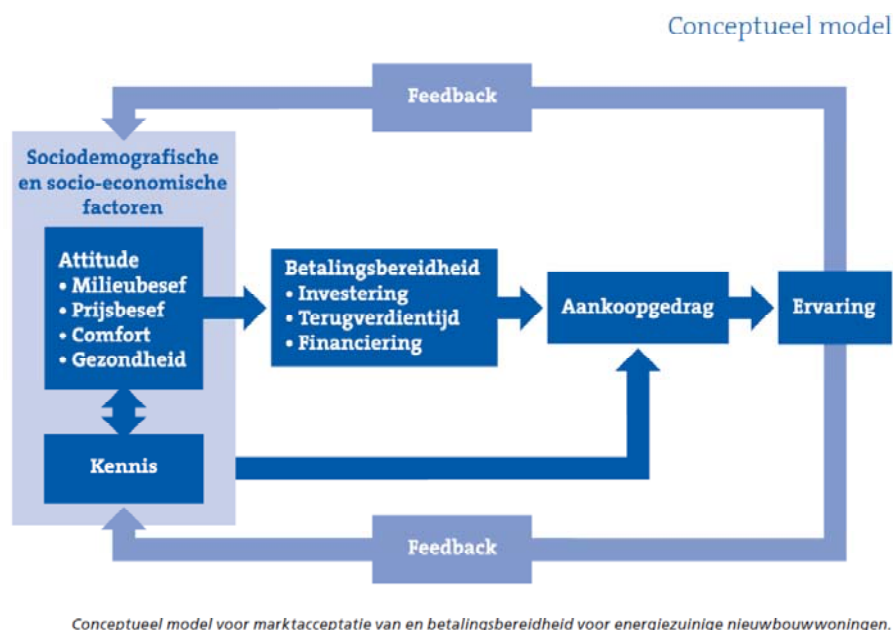 Conceptueel model
Feedback
Sociodemografische
en socio-economische
factoren
Attitude
• Milieubesef
• Prijsbesef
• Comfort
• Gezondheid
Betalingsbereidheid
• Investering
• Terugverdientijd
• Financiering
Aankoopgedrag
Ervaring
Kennis
Feedback
Conceptueel model voor marktacceptatie van en betalingsbereidheid voor energiezuinige nieuwbouwwoningen.